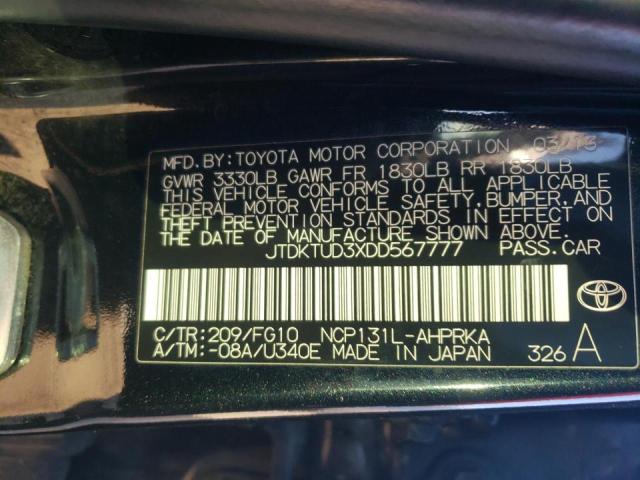 MFD.BY:TOYOTA MOTOR CORPORATION 03/13
GVWR 3330LB GAWR FR 1830LB RR 1830LB
THIS VEHICLE CONFORMS TO ALL APPLICABLE
FEDERAL MOTOR VEHICLE SAFETY,BUMPER,AND
THEFT PREVENTION STANDARDS IN EFFECT ON
THE DATE OF MANUFACTURE SHOWN ABOVE.
JTDKTUD3XDD567777 PASS.CAR
C/TR:209/FG10 NCP131L-AHPRKA
A/TM:-08A/U340E MADE IN JAPAN 326 A